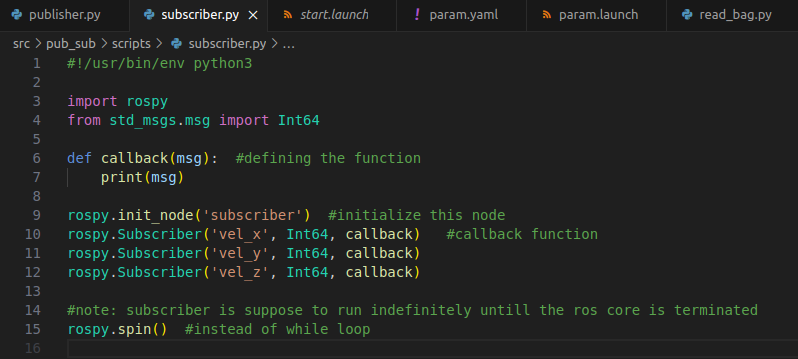 publisher.py subscriber.py × start.launch ! param.yaml param.launch read_bag.py
src > pub_sub > scripts > subscriber.py > ...
1 #!/usr/bin/env python3
2
3 import rospy
4 from std_msgs.msg import Int64
5
6 def callback(msg):  #defining the function
7     print(msg)
8
9 rospy.init_node('subscriber')  #initialize this node
10 rospy.Subscriber('vel_x', Int64, callback)   #callback function
11 rospy.Subscriber('vel_y', Int64, callback)
12 rospy.Subscriber('vel_z', Int64, callback)
13
14 #note: subscriber is suppose to run indefinitely untill the ros core is terminated
15 rospy.spin()  #instead of while loop
16